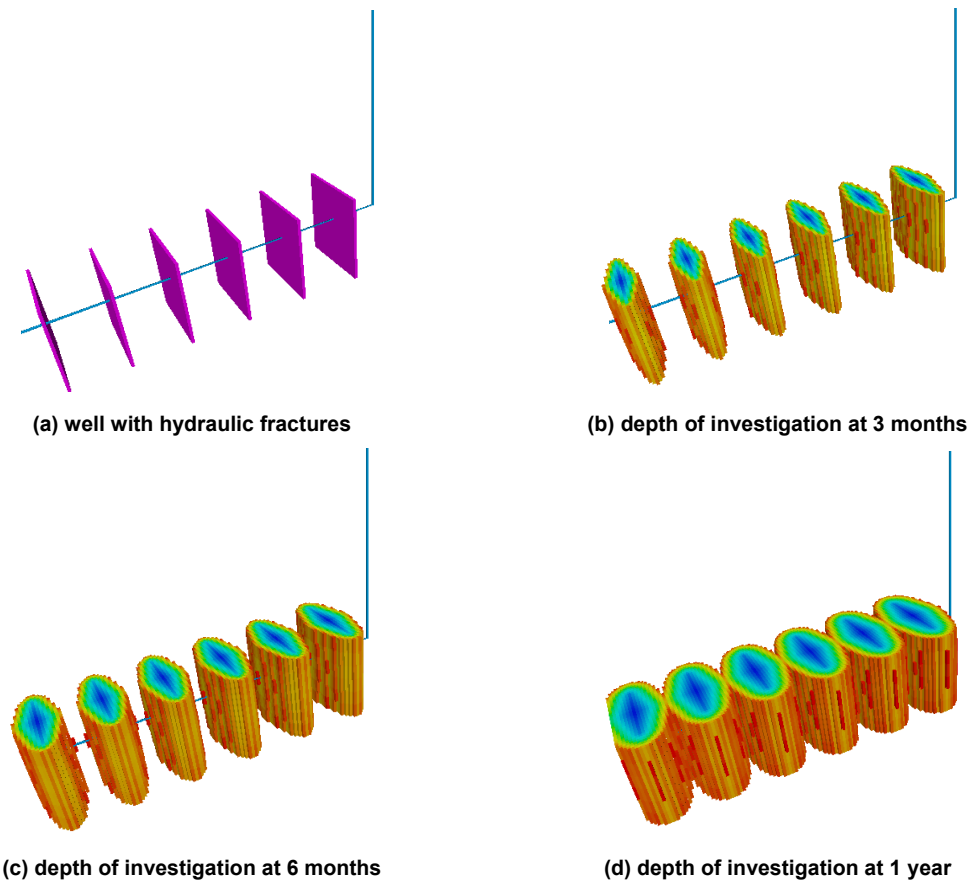 (a) well with hydraulic fractures
(b) depth of investigation at 3 months
(c) depth of investigation at 6 months
(d) depth of investigation at 1 year